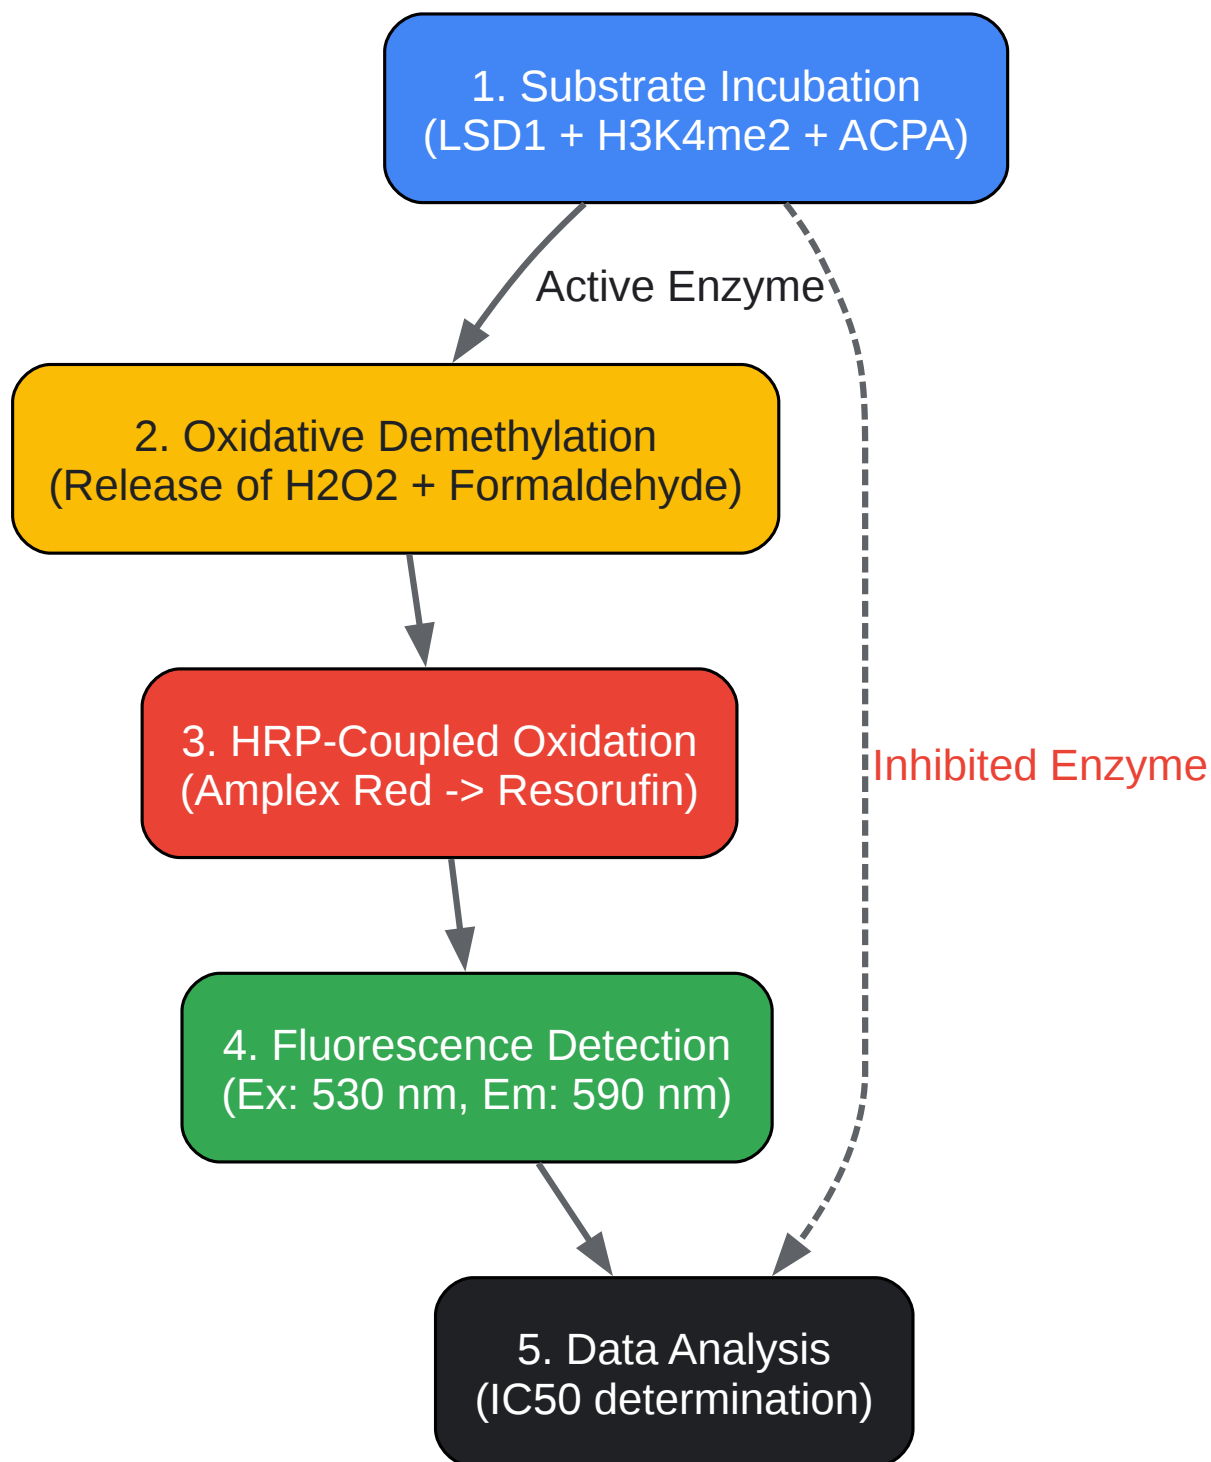 1. Substrate Incubation
(LSD1 + H3K4me2 + ACPA)
Active Enzyme
2. Oxidative Demethylation
(Release of H2O2 + Formaldehyde)
3. HRP-Coupled Oxidation
(Amplex Red -> Resorufin)
Inhibited Enzyme
4. Fluorescence Detection
(Ex: 530 nm, Em: 590 nm)
5. Data Analysis
(IC50 determination)